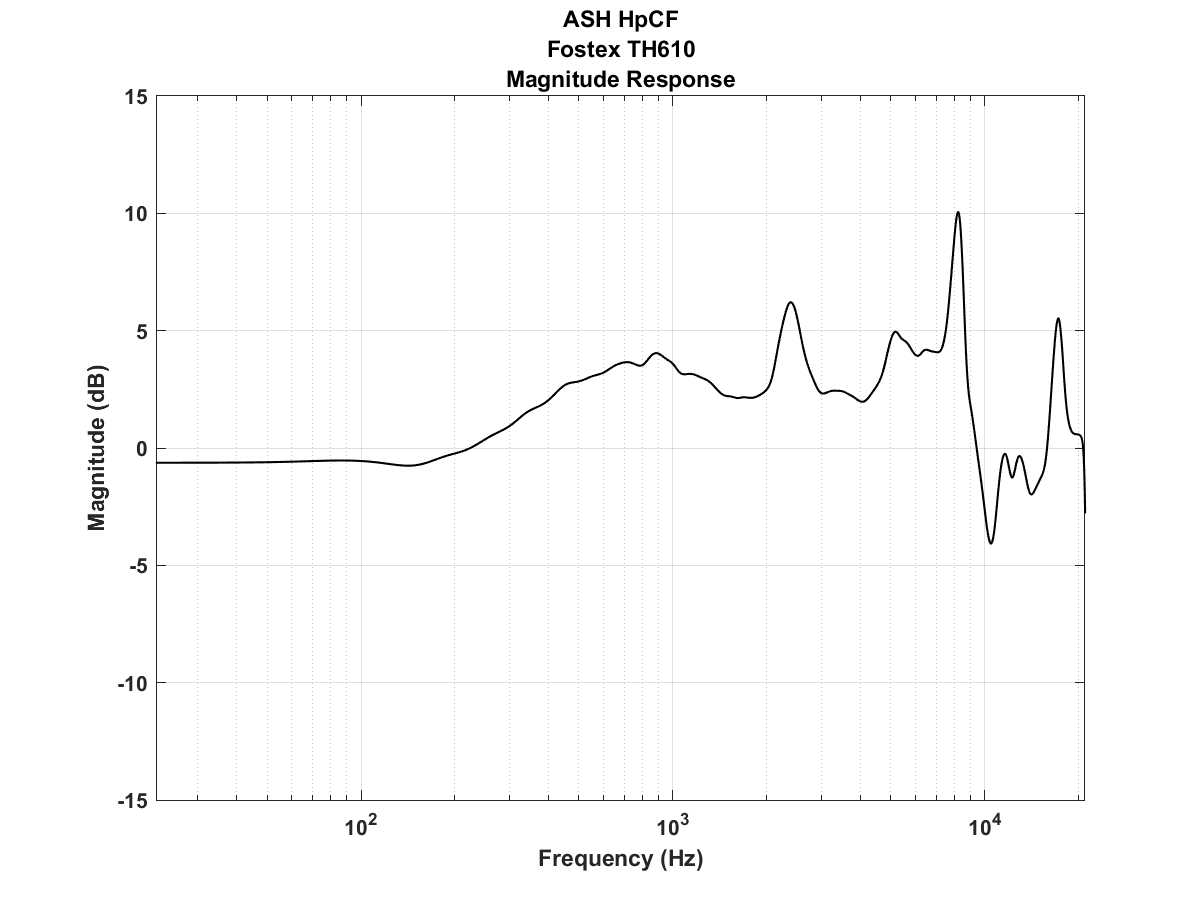 ASH HpCF
Fostex TH610
Magnitude Response
15
10
5
0
-5
-10
-15
Magnitude (dB)
10²
10³
10⁴
Frequency (Hz)